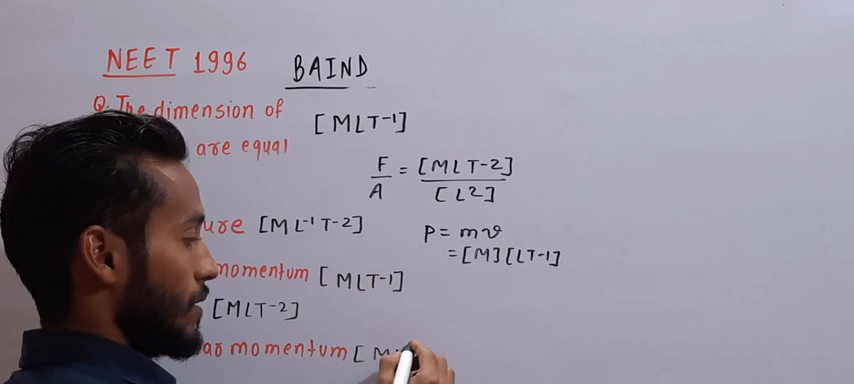 NEET 1996 BAIND
Q. The dimension of
[MLT-1]
are equal
F/A = [MLT-2]/[L2]
ure [ML-1T-2]
P = mv
= [M][LT-1]
momentum [MLT-1]
[MLT-2]
ar momentum [M